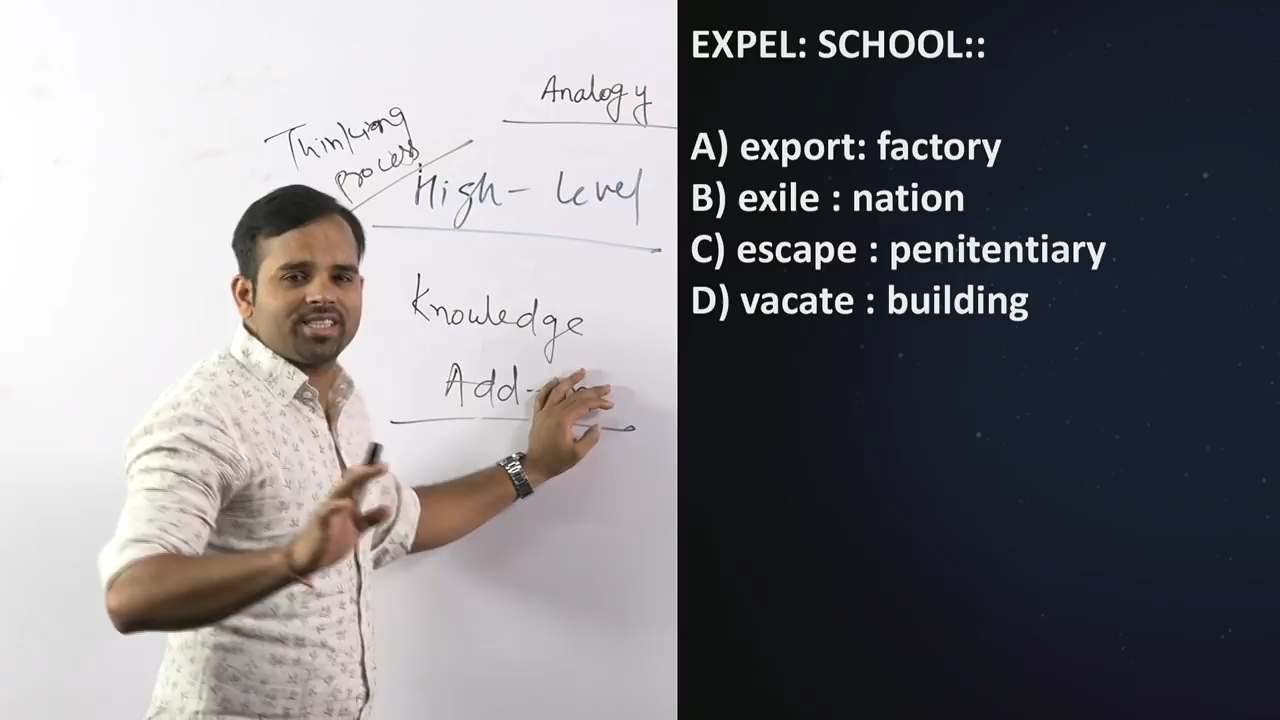 Analogy
Thinking
process
High-Level
Knowledge
Add-
EXPEL: SCHOOL::
A) export: factory
B) exile : nation
C) escape : penitentiary
D) vacate : building